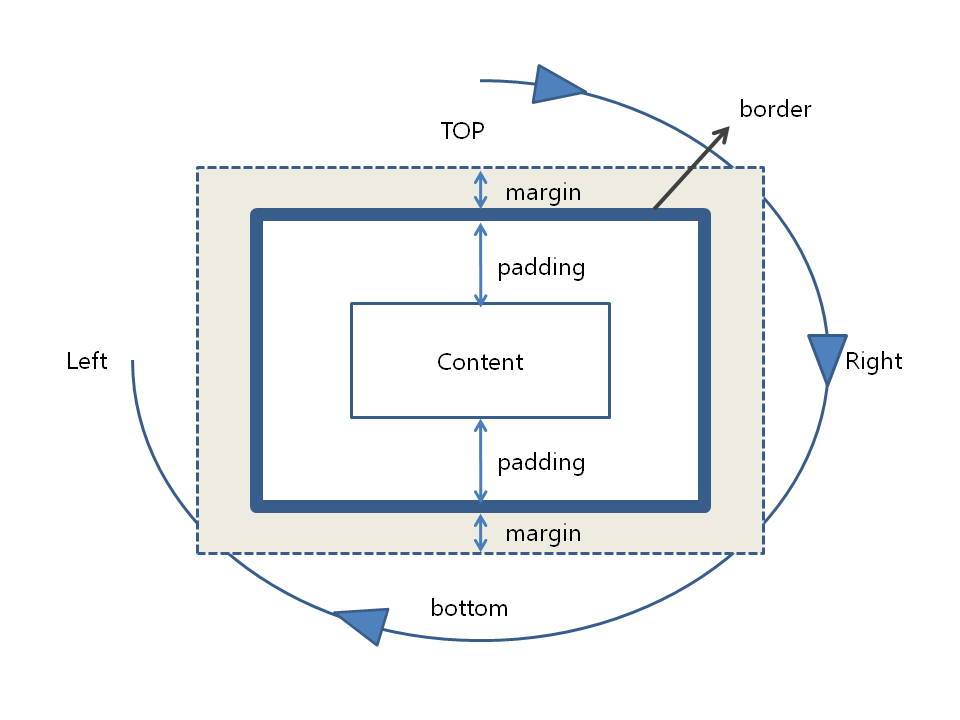 border
TOP
margin
padding
Content
Left
Right
padding
margin
bottom